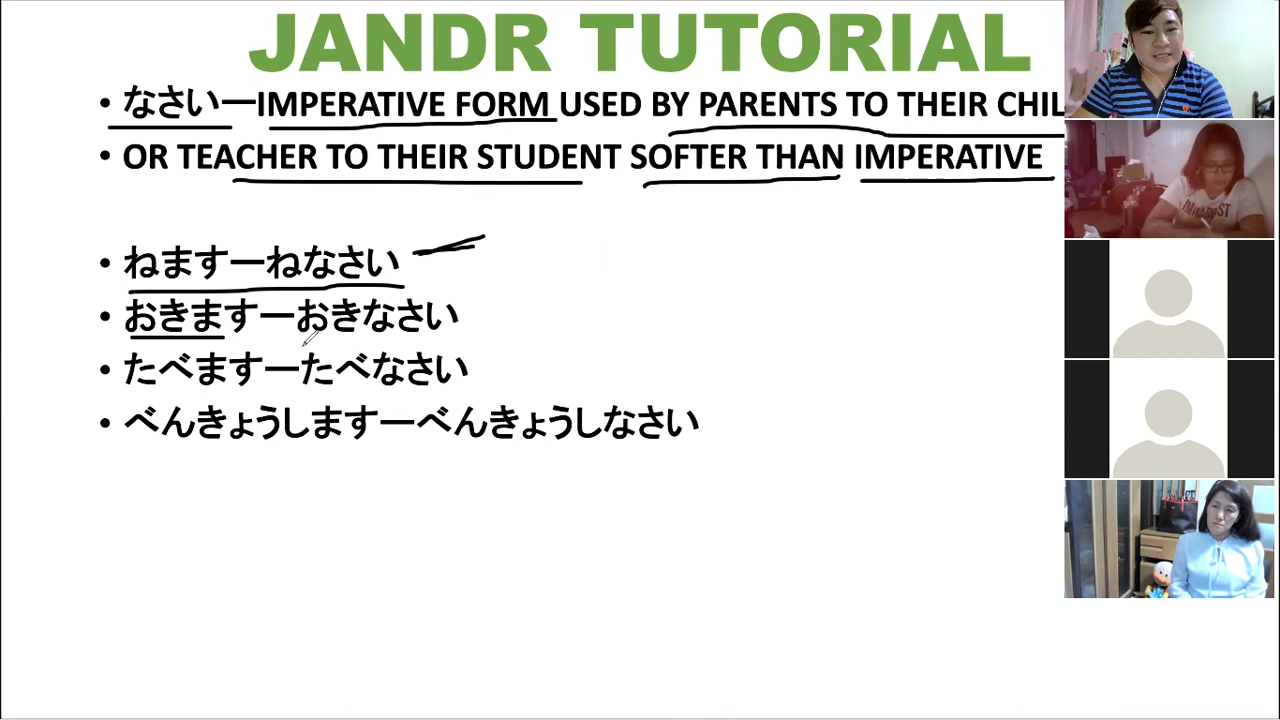 JANDR TUTORIAL
• なさいーIMPERATIVE FORM USED BY PARENTS TO THEIR CHIL
• OR TEACHER TO THEIR STUDENT SOFTER THAN IMPERATIVE
• ねますーねなさい
• おきますーおきなさい
• たべますーたべなさい
• べんきょうしますーべんきょうしなさい